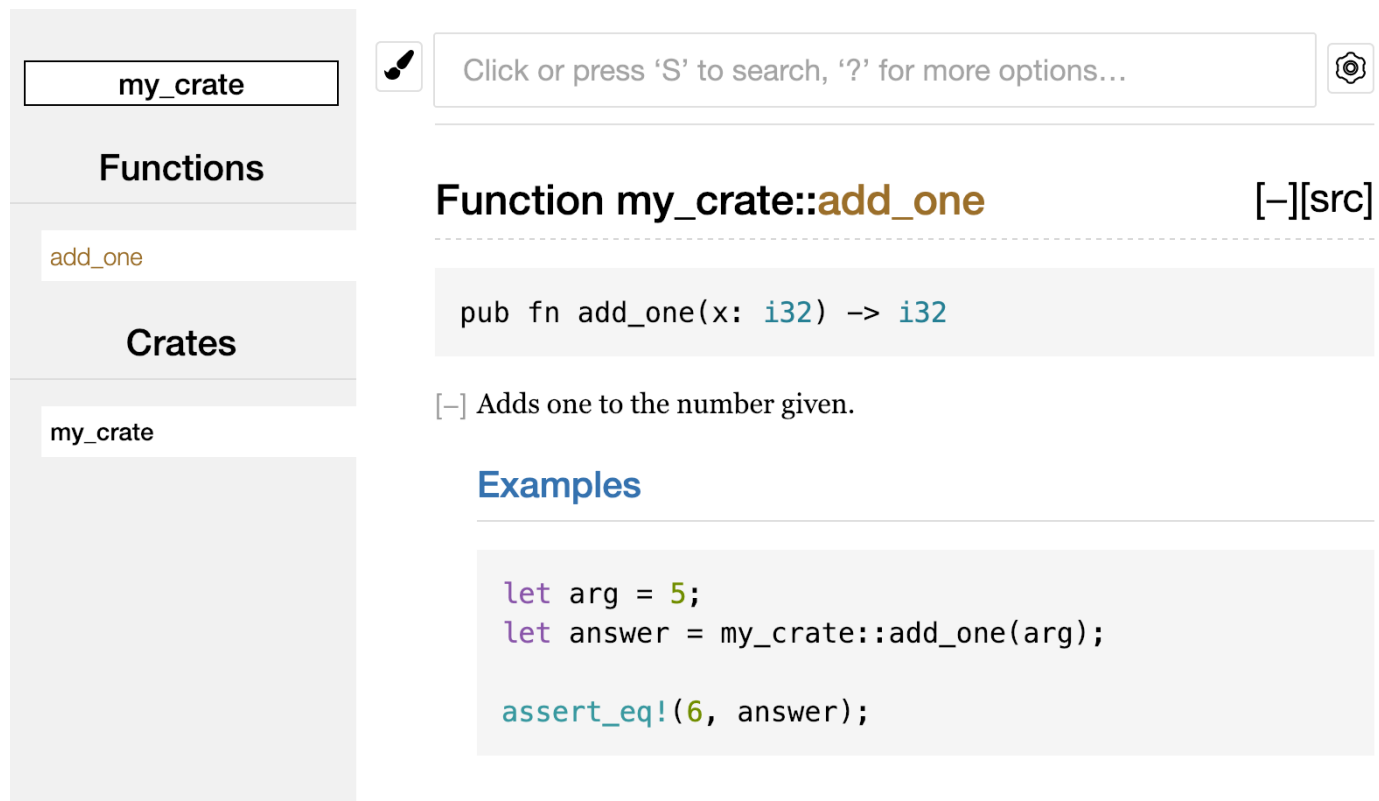 my_crate
Functions
add_one
Crates
my_crate
Click or press ‘S’ to search, ‘?’ for more options…
Function my_crate::add_one
[−][src]
pub fn add_one(x: i32) -> i32
[−] Adds one to the number given.
Examples
let arg = 5;
let answer = my_crate::add_one(arg);
assert_eq!(6, answer);